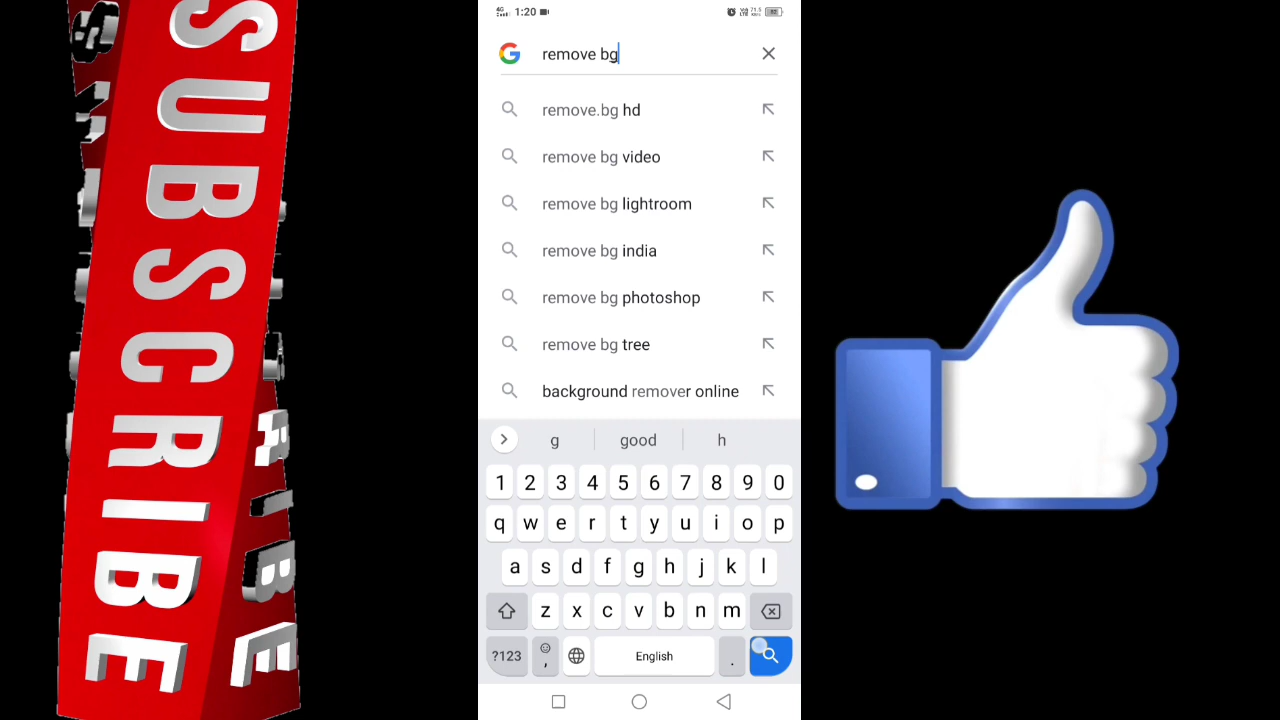 SUBSCRIBE
4G
1:20
VoLTE
remove bg
remove.bg hd
remove bg video
remove bg lightroom
remove bg india
remove bg photoshop
remove bg tree
background remover online
g good h
1 2 3 4 5 6 7 8 9 0
q w e r t y u i o p
a s d f g h j k l
z x c v b n m
?123 , English .